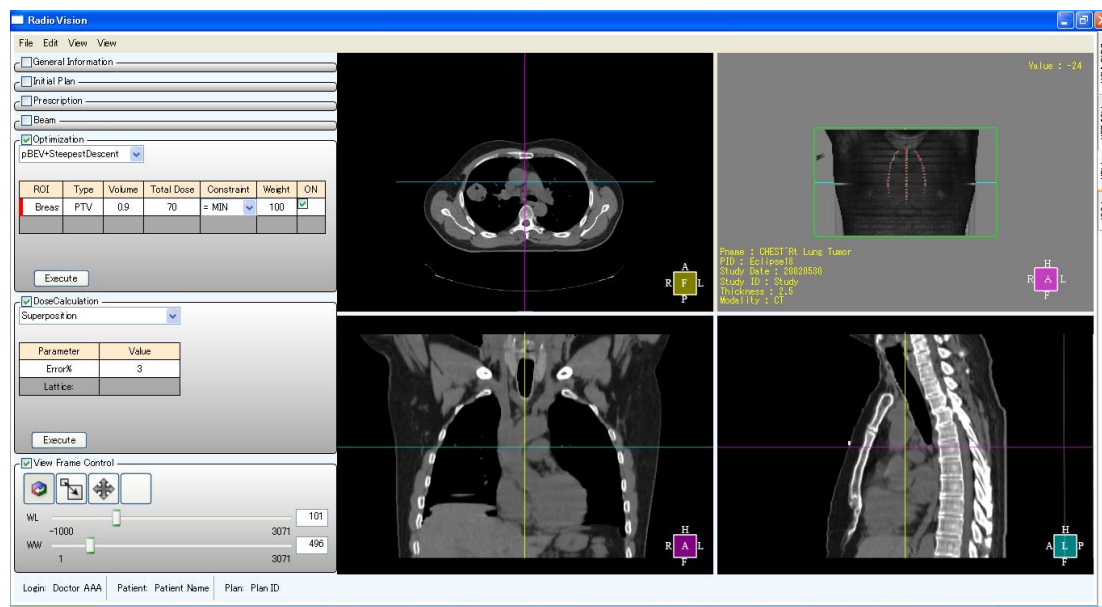 RadioVision
File Edit View View
General Information
Initial Plan
Prescription
Beam
Optimization
pBEV+SteepestDescent
ROI Type Volume Total Dose Constraint Weight ON
Breas PTV 0.9 70 = MIN 100
Execute
DoseCalculation
Superposition
Parameter Value
Error% 3
Lattice:
Execute
View Frame Control
WL 101
-1000 3071
WW 496
1 3071
Login: Doctor AAA Patient: Patient Name Plan: Plan ID
A
R F L
P
Value : -24
Pname : CHEST^Rt Lung Tumor
PID : Eclipse18
Study Date : 20020530
Study ID : Study
Thickness : 2.5
Modality : CT
H
R A L
F
H
R A L
F
H
A L P
F